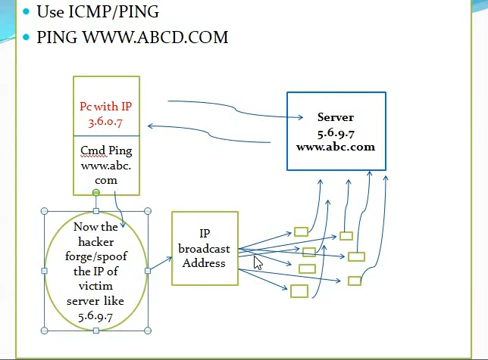 Use ICMP/PING
PING WWW.ABCD.COM
Pc with IP
3.6.0.7
Cmd Ping
www.abc.
com
Server
5.6.9.7
www.abc.com
Now the
hacker
forge/spoof
the IP of
victim
server like
5.6.9.7
IP
broadcast
Address